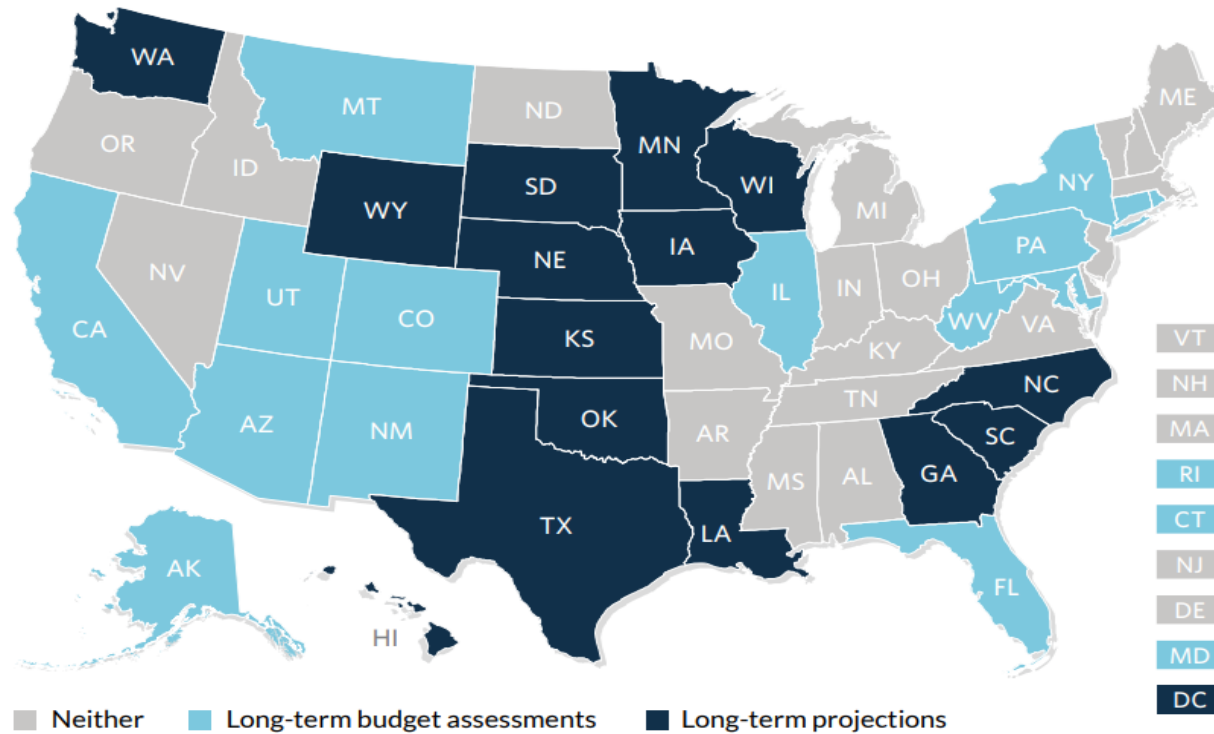 WA
MT
ND
ME
OR
MN
ID
SD
WI
NY
WY
MI
IA
PA
NE
NV
UT
IL
IN
OH
CO
WV
CA
VA
VT
KS
MO
KY
NH
NC
TN
AZ
NM
OK
AR
MA
SC
GA
MS
AL
RI
TX
LA
CT
AK
NJ
FL
DE
HI
MD
DC
Neither Long-term budget assessments Long-term projections